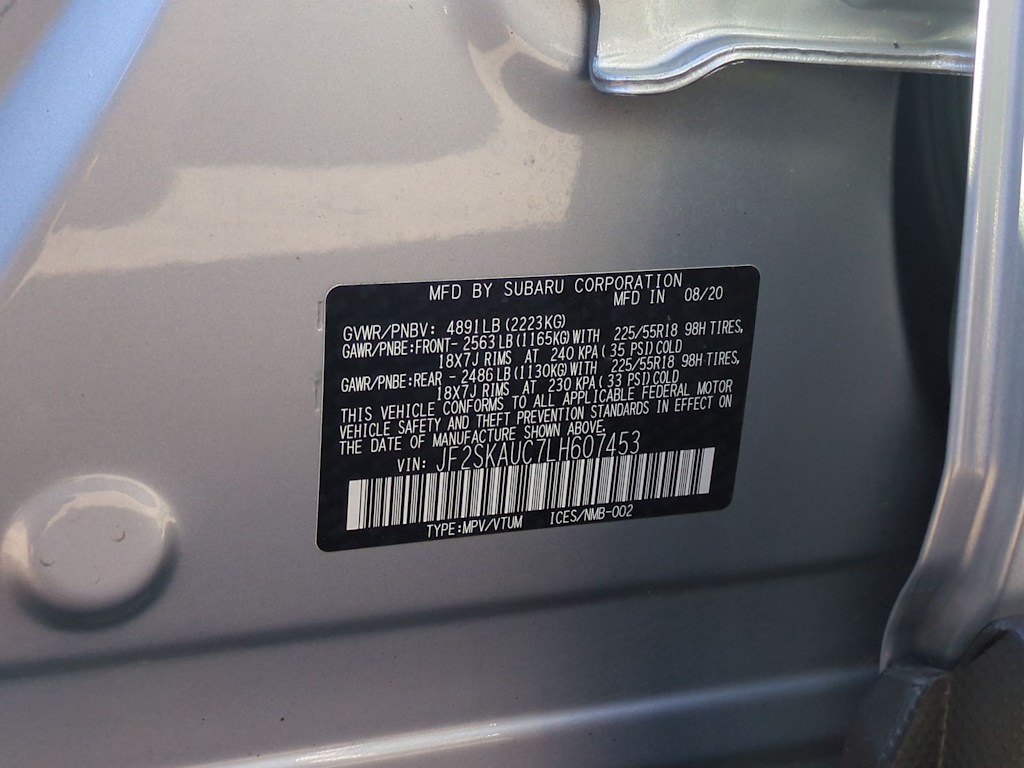 MFD BY SUBARU CORPORATION
MFD IN 08/20
GVWR/PNBV: 4891LB(2223KG)
GAWR/PNBE:FRONT- 2563LB(1165KG)WITH 225/55R18 98H TIRES,
18X7J RIMS AT 240 KPA( 35 PSI)COLD
GAWR/PNBE:REAR - 2486LB(1130KG)WITH 225/55R18 98H TIRES,
18X7J RIMS AT 230 KPA( 33 PSI)COLD
THIS VEHICLE CONFORMS TO ALL APPLICABLE FEDERAL MOTOR
VEHICLE SAFETY AND THEFT PREVENTION STANDARDS IN EFFECT ON
THE DATE OF MANUFACTURE SHOWN ABOVE.
VIN: JF2SKAUC7LH607453
TYPE:MPV/VTUM ICES/NMB-002